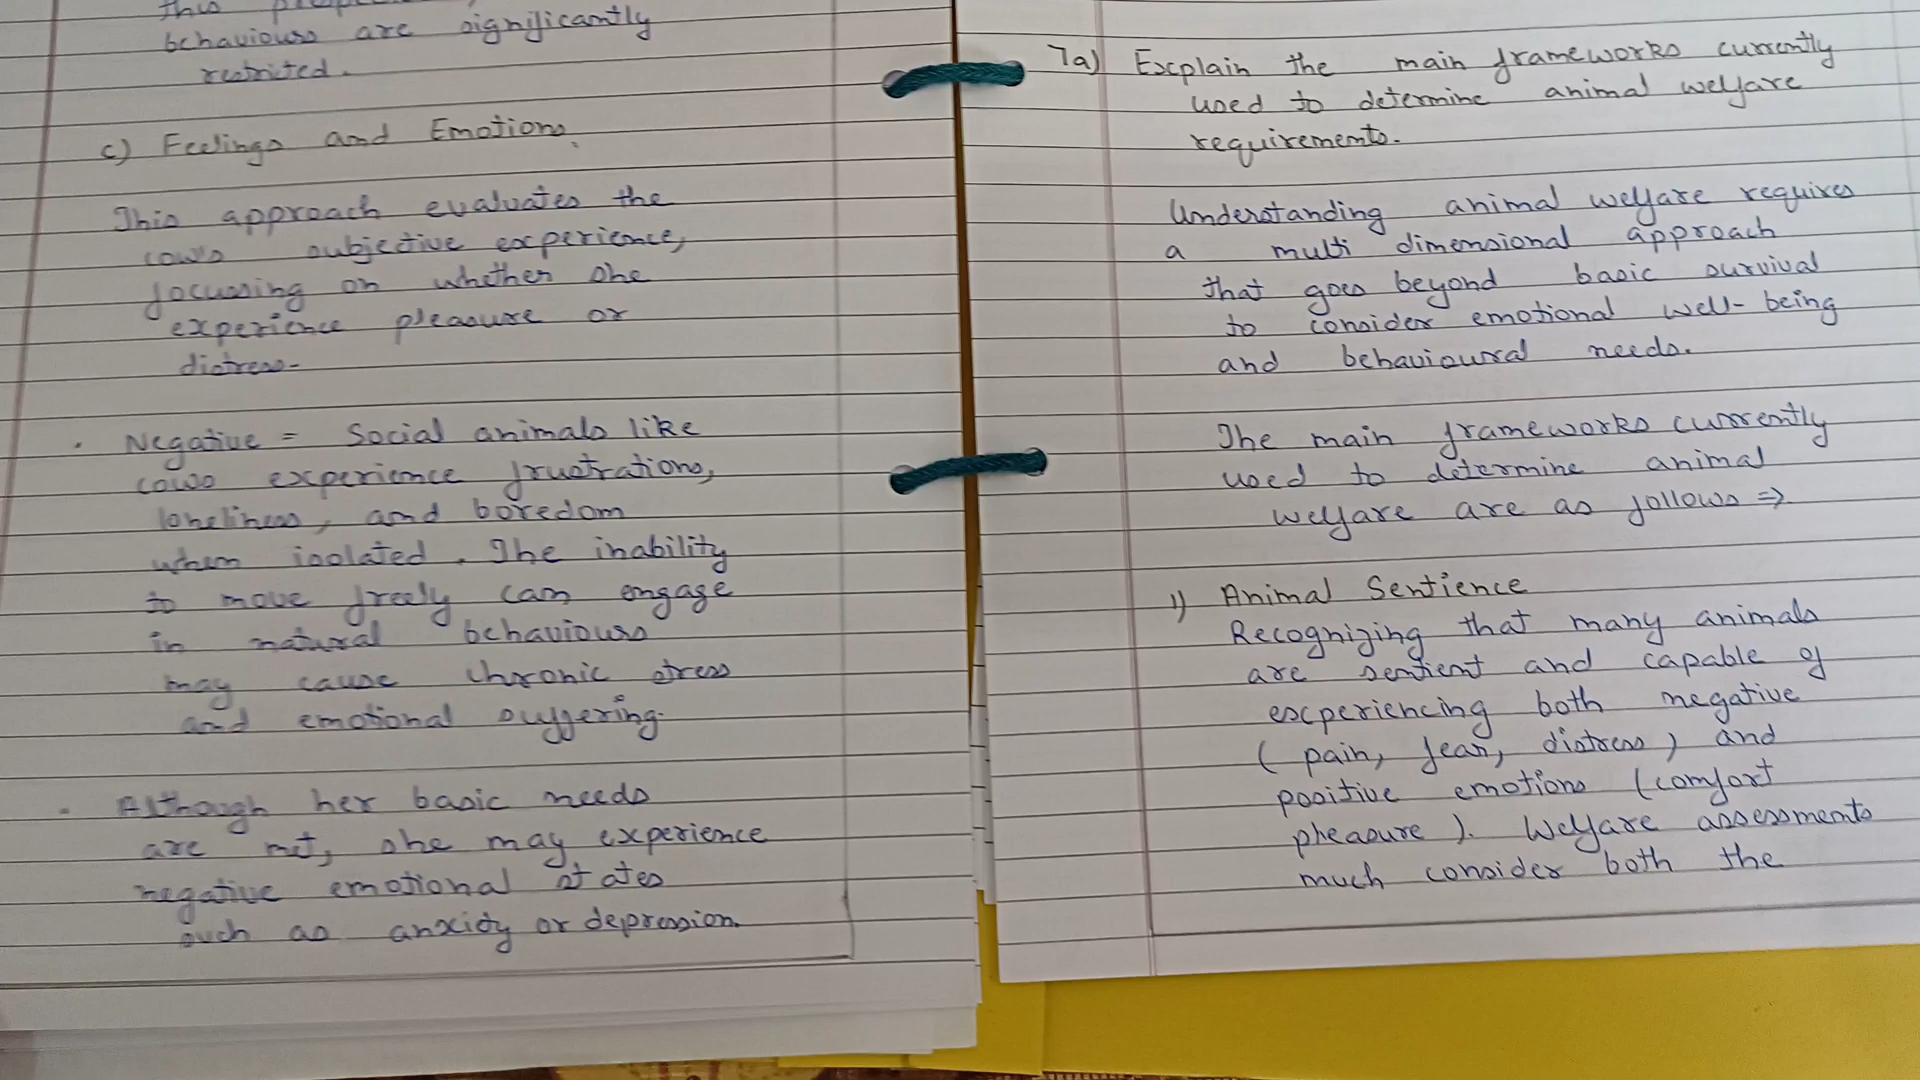 this
behaviours are significantly
restricted.
c) Feelings and Emotions.
This approach evaluates the
cow's subjective experience,
focussing on whether she
experience pleasure or
distress-
. Negative = Social animals like
cows experience frustrations,
loneliness, and boredom
when isolated. The inability
to move freely can engage
in natural behaviours
may cause chronic stress
and emotional suffering.
- Although her basic needs
are met, she may experience
negative emotional states
such as anxiety or depression.
7a) Explain the main frameworks currently
used to determine animal welfare
requirements.
Understanding animal welfare requires
a multi dimensional approach
that goes beyond basic survival
to consider emotional well-being
and behavioural needs.
The main frameworks currently
used to determine animal
welfare are as follows ⇒
1) Animal Sentience
Recognizing that many animals
are sentient and capable of
experiencing both negative
(pain, fear, distress) and
positive emotions (comfort
pheasure). Welfare assessments
much consider both the